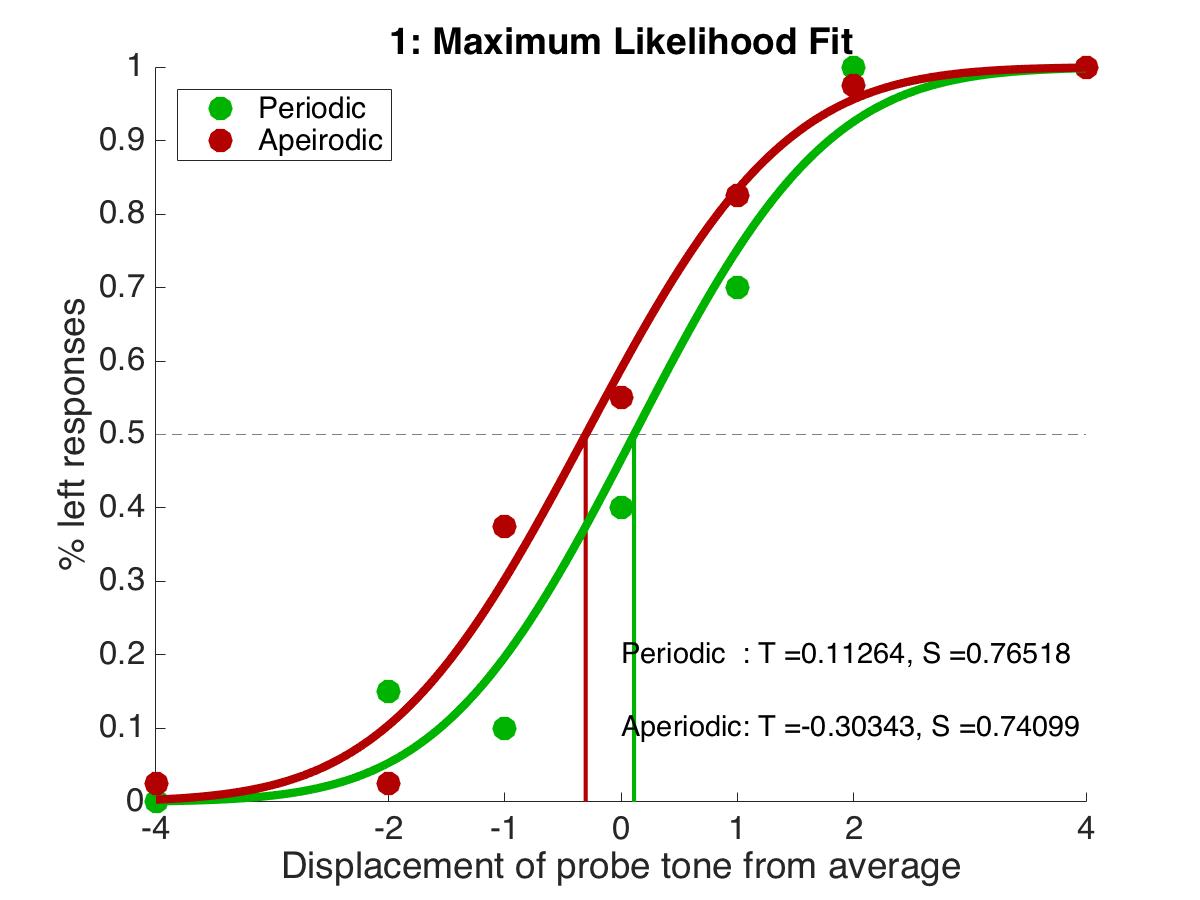 1: Maximum Likelihood Fit
1
Periodic
Apeirodic
0.9
0.8
0.7
0.6
0.5
0.4
0.3
0.2
0.1
0
% left responses
Periodic : T =0.11264, S =0.76518
Aperiodic: T =-0.30343, S =0.74099
-4 -2 -1 0 1 2 4
Displacement of probe tone from average